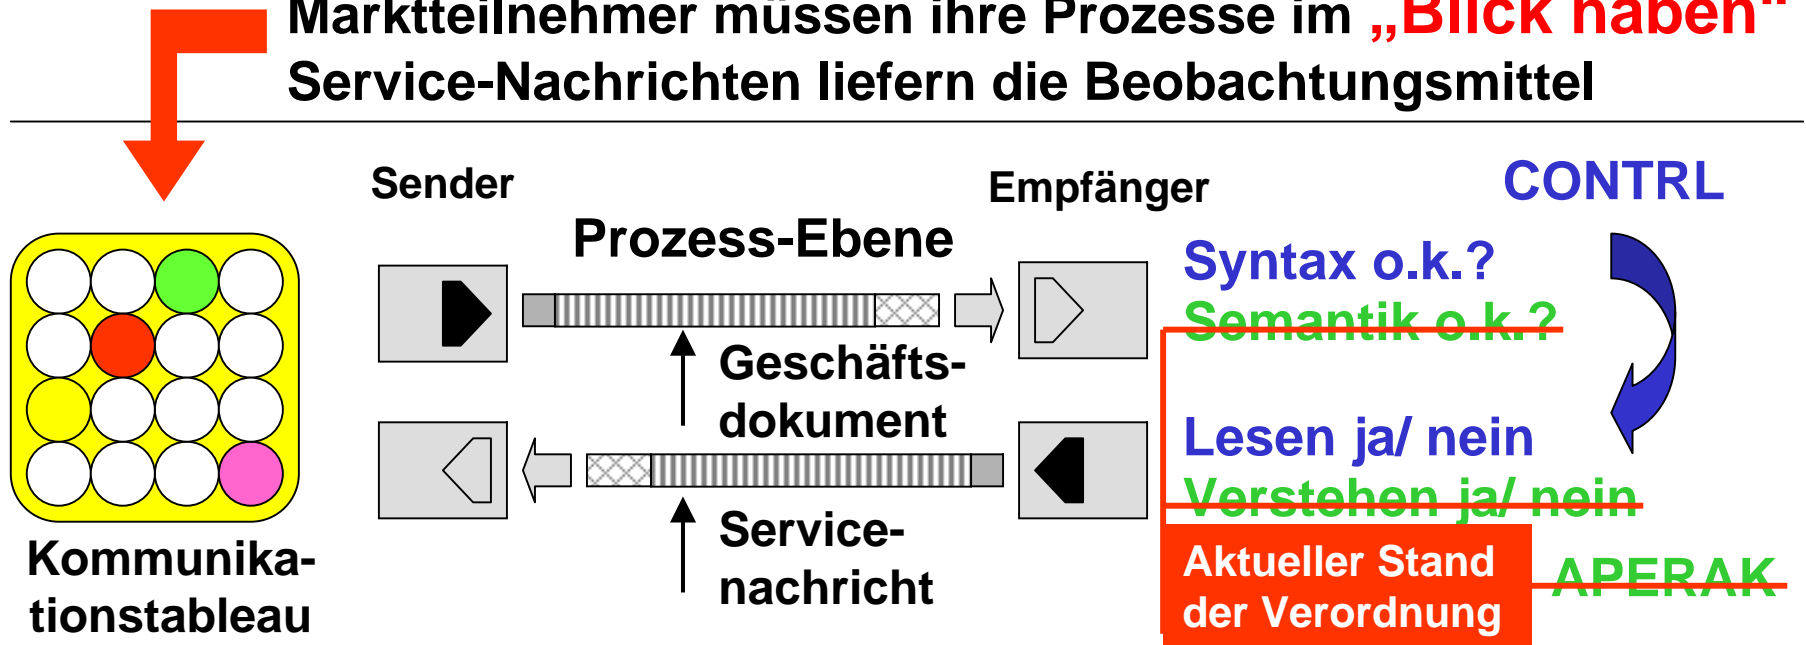 Marktteilnehmer müssen ihre Prozesse im „Blick haben“
Service-Nachrichten liefern die Beobachtungsmittel
Sender
Empfänger
CONTRL
Prozess-Ebene
Syntax o.k.?
Semantik o.k.?
Geschäfts-
dokument
Lesen ja/ nein
Verstehen ja/ nein
Service-
nachricht
Kommunika-
tionstableau
Aktueller Stand
der Verordnung
APERAK